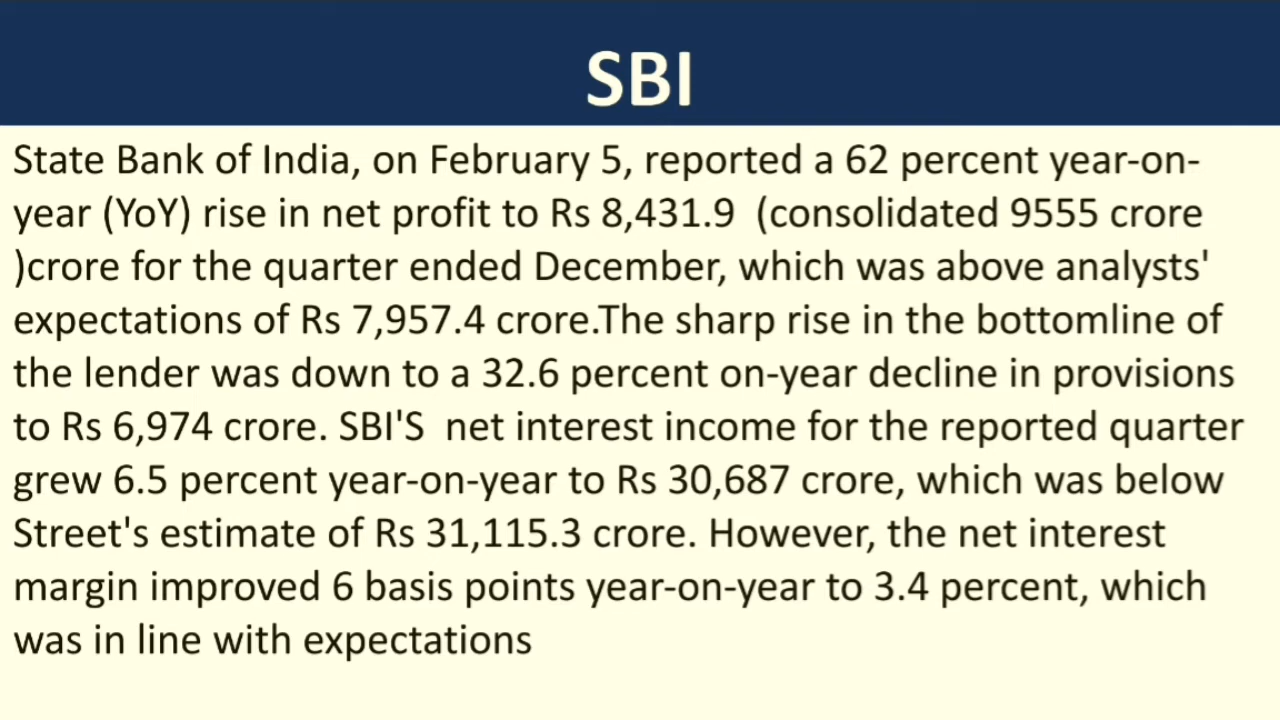 SBI
State Bank of India, on February 5, reported a 62 percent year-on-
year (YoY) rise in net profit to Rs 8,431.9  (consolidated 9555 crore
)crore for the quarter ended December, which was above analysts'
expectations of Rs 7,957.4 crore.The sharp rise in the bottomline of
the lender was down to a 32.6 percent on-year decline in provisions
to Rs 6,974 crore. SBI'S  net interest income for the reported quarter
grew 6.5 percent year-on-year to Rs 30,687 crore, which was below
Street's estimate of Rs 31,115.3 crore. However, the net interest
margin improved 6 basis points year-on-year to 3.4 percent, which
was in line with expectations